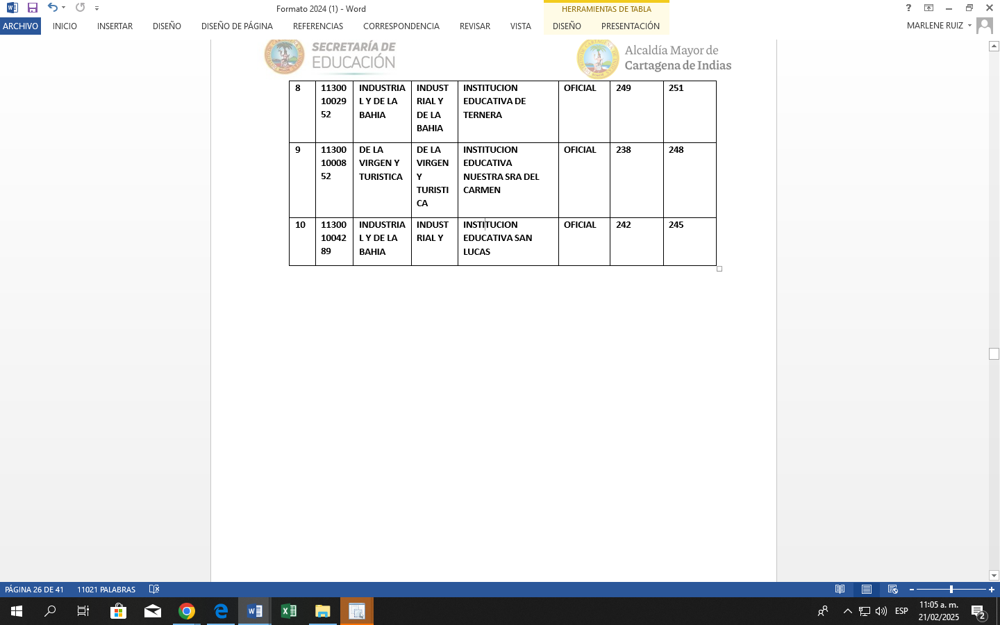 Formato 2024 (1) - Word
HERRAMIENTAS DE TABLA
ARCHIVO INICIO INSERTAR DISEÑO DISEÑO DE PÁGINA REFERENCIAS CORRESPONDENCIA REVISAR VISTA DISEÑO PRESENTACIÓN MARLENE RUIZ
SECRETARÍA DE
EDUCACIÓN
Alcaldía Mayor de
Cartagena de Indias
8
11300
10029
52
INDUSTRIA
L Y DE LA
BAHIA
INDUST
RIAL Y
DE LA
BAHIA
INSTITUCION
EDUCATIVA DE
TERNERA
OFICIAL
249
251
9
11300
10008
52
DE LA
VIRGEN Y
TURISTICA
DE LA
VIRGEN
Y
TURISTI
CA
INSTITUCION
EDUCATIVA
NUESTRA SRA DEL
CARMEN
OFICIAL
238
248
10
11300
10042
89
INDUSTRIA
L Y DE LA
BAHIA
INDUST
RIAL Y
INSTITUCION
EDUCATIVA SAN
LUCAS
OFICIAL
242
245
PÁGINA 26 DE 41 11021 PALABRAS
ESP
11:05 a. m.
21/02/2025
2